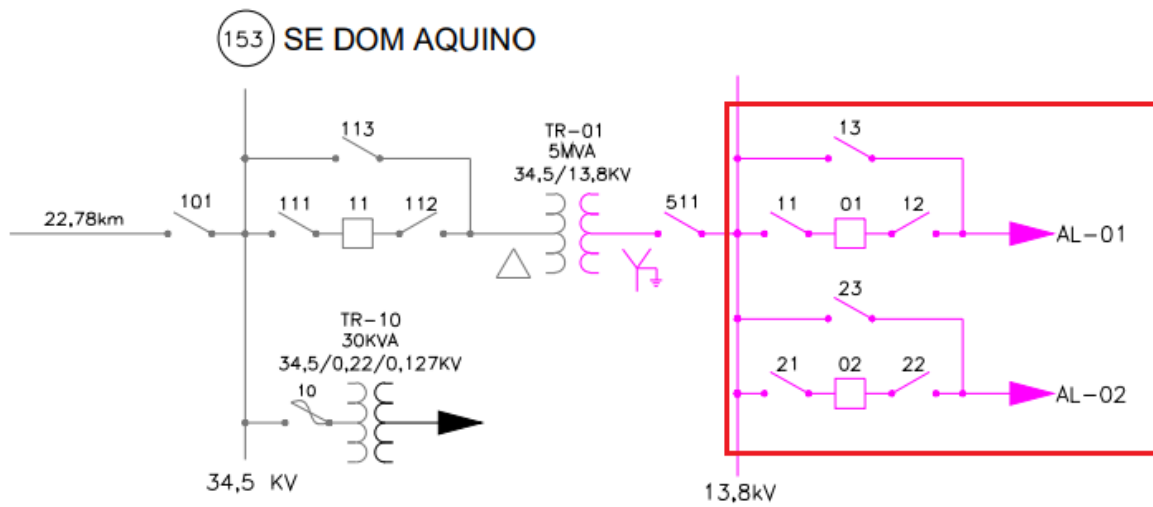 153 SE DOM AQUINO
113
TR-01
5MVA
34,5/13,8KV
13
22,78km
101
111
11
112
511
11
01
12
AL-01
23
TR-10
30KVA
34,5/0,22/0,127KV
10
21
02
22
AL-02
34,5 KV
13,8kV